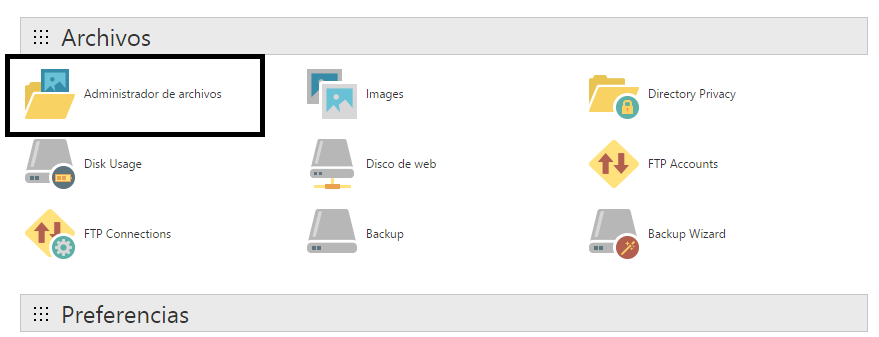 Archivos
Administrador de archivos
Images
Directory Privacy
Disk Usage
Disco de web
FTP Accounts
FTP Connections
Backup
Backup Wizard
Preferencias